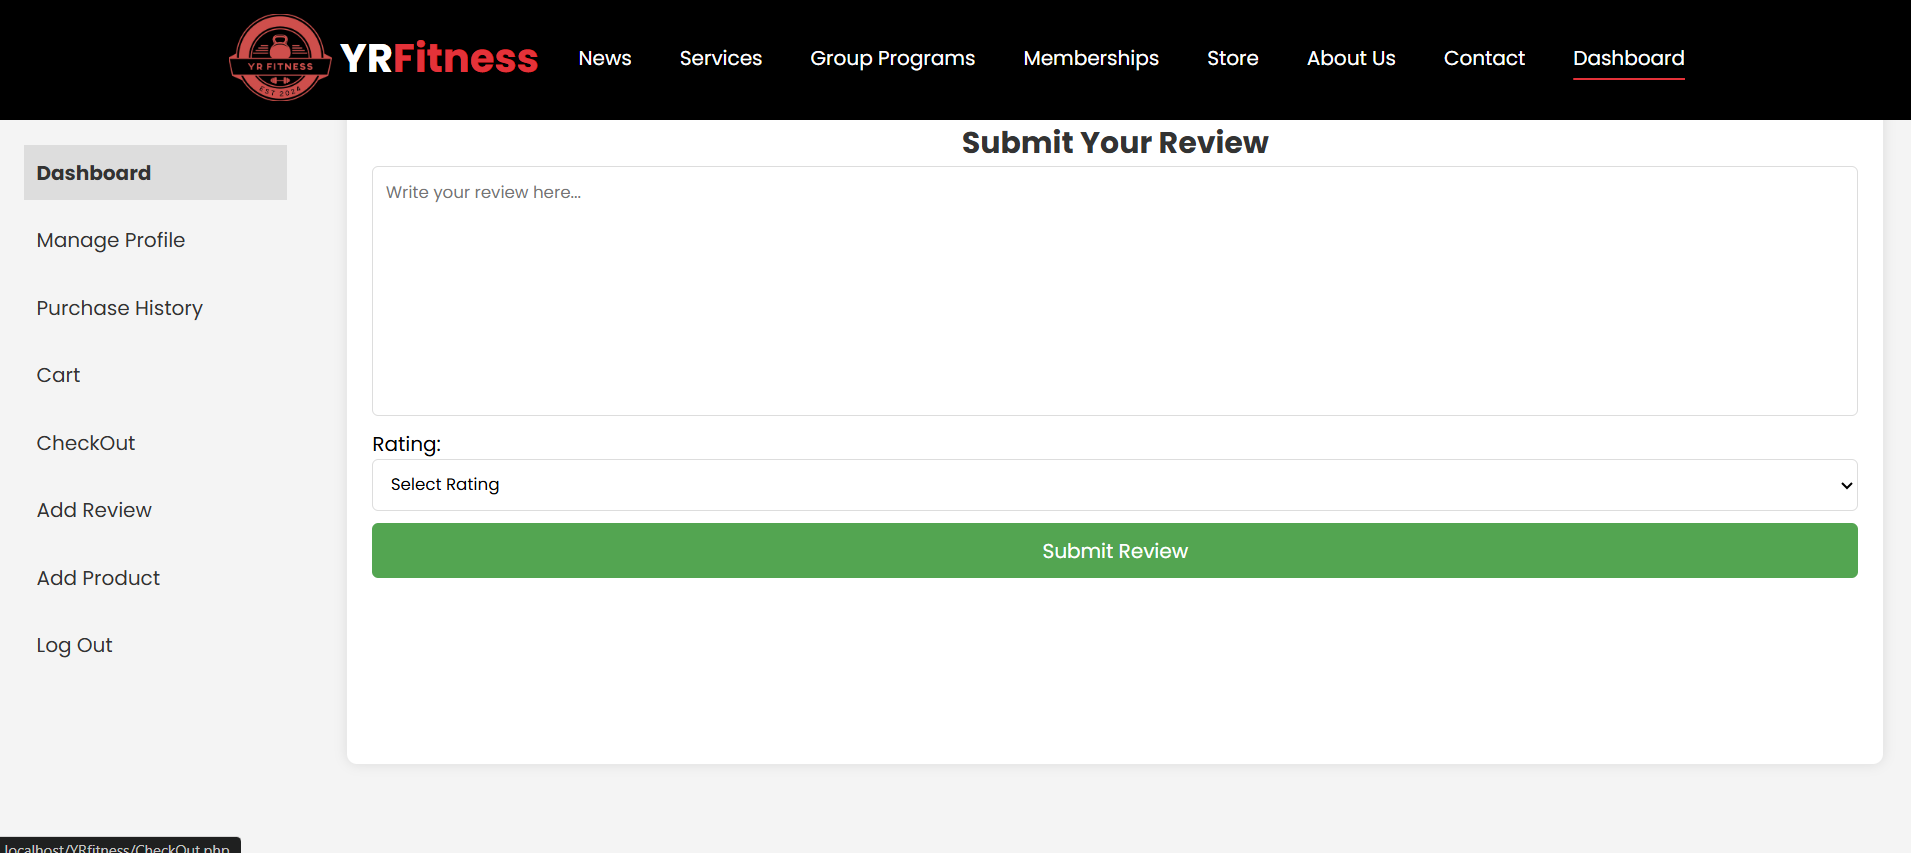 YR FITNESS
EST 2024
YRFitness
News
Services
Group Programs
Memberships
Store
About Us
Contact
Dashboard
Dashboard
Manage Profile
Purchase History
Cart
CheckOut
Add Review
Add Product
Log Out
Submit Your Review
Write your review here...
Rating:
Select Rating
Submit Review
localhost/YRfitness/CheckOut.php